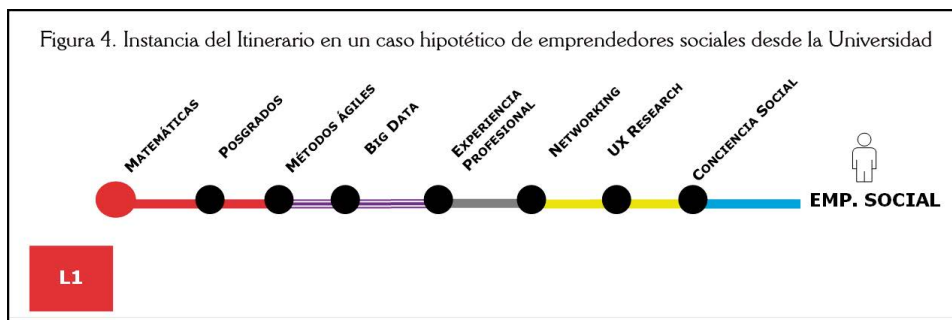 Figura 4. Instancia del Itinerario en un caso hipotético de emprendedores sociales desde la Universidad
MATEMÁTICAS
POSGRADOS
MÉTODOS ÁGILES
BIG DATA
EXPERIENCIA
PROFESIONAL
NETWORKING
UX RESEARCH
CONCIENCIA SOCIAL
EMP. SOCIAL
L1